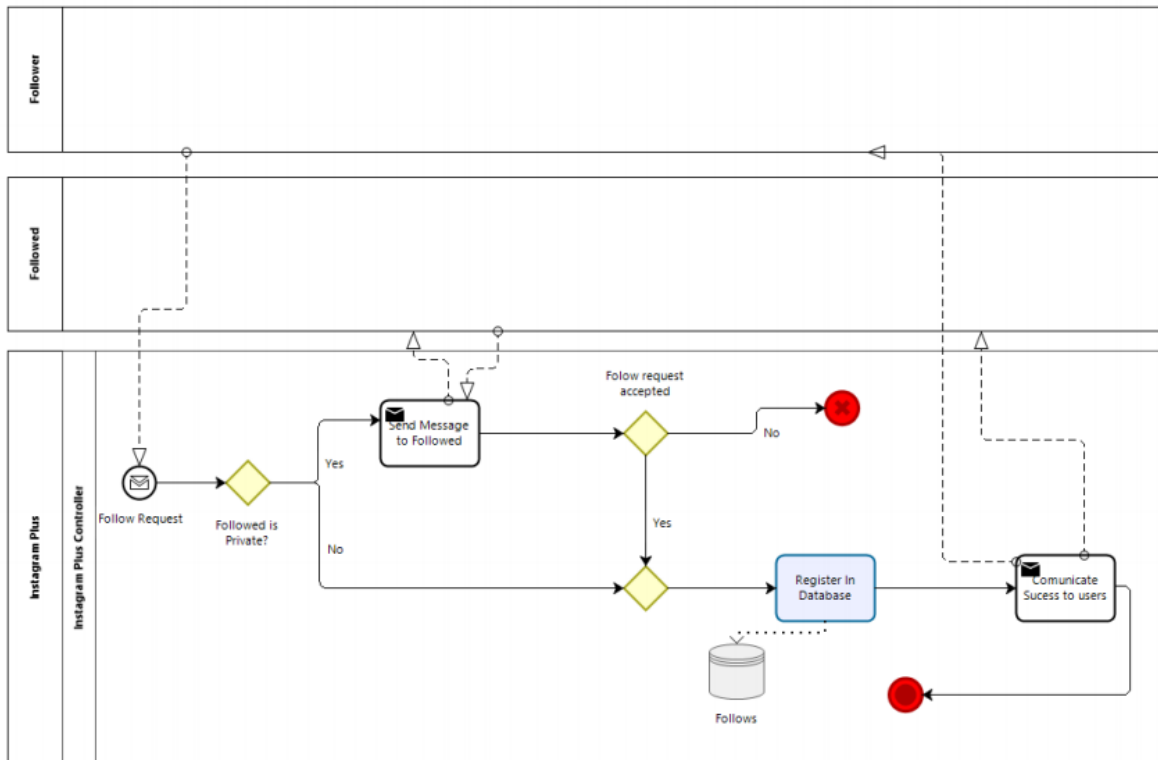 Follower
Followed
Instagram Plus
Instagram Plus Controller
Follow Request
Followed is
Private?
Yes
No
Send Message
to Followed
Folow request
accepted
No
Yes
Register In
Database
Follows
Comunicate
Sucess to users